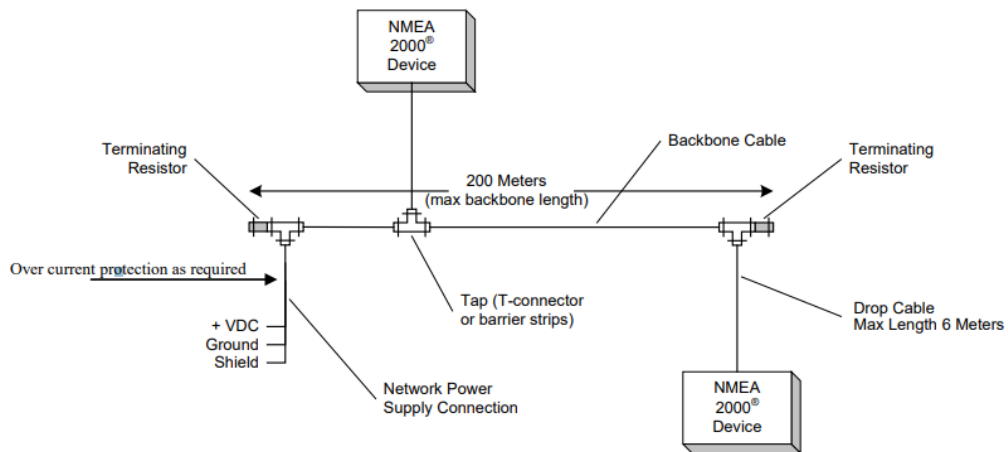 NMEA
2000®
Device
Terminating
Resistor
Backbone Cable
Terminating
Resistor
200 Meters
(max backbone length)
Over current protection as required
Tap (T-connector
or barrier strips)
Drop Cable
Max Length 6 Meters
+ VDC
Ground
Shield
Network Power
Supply Connection
NMEA
2000®
Device